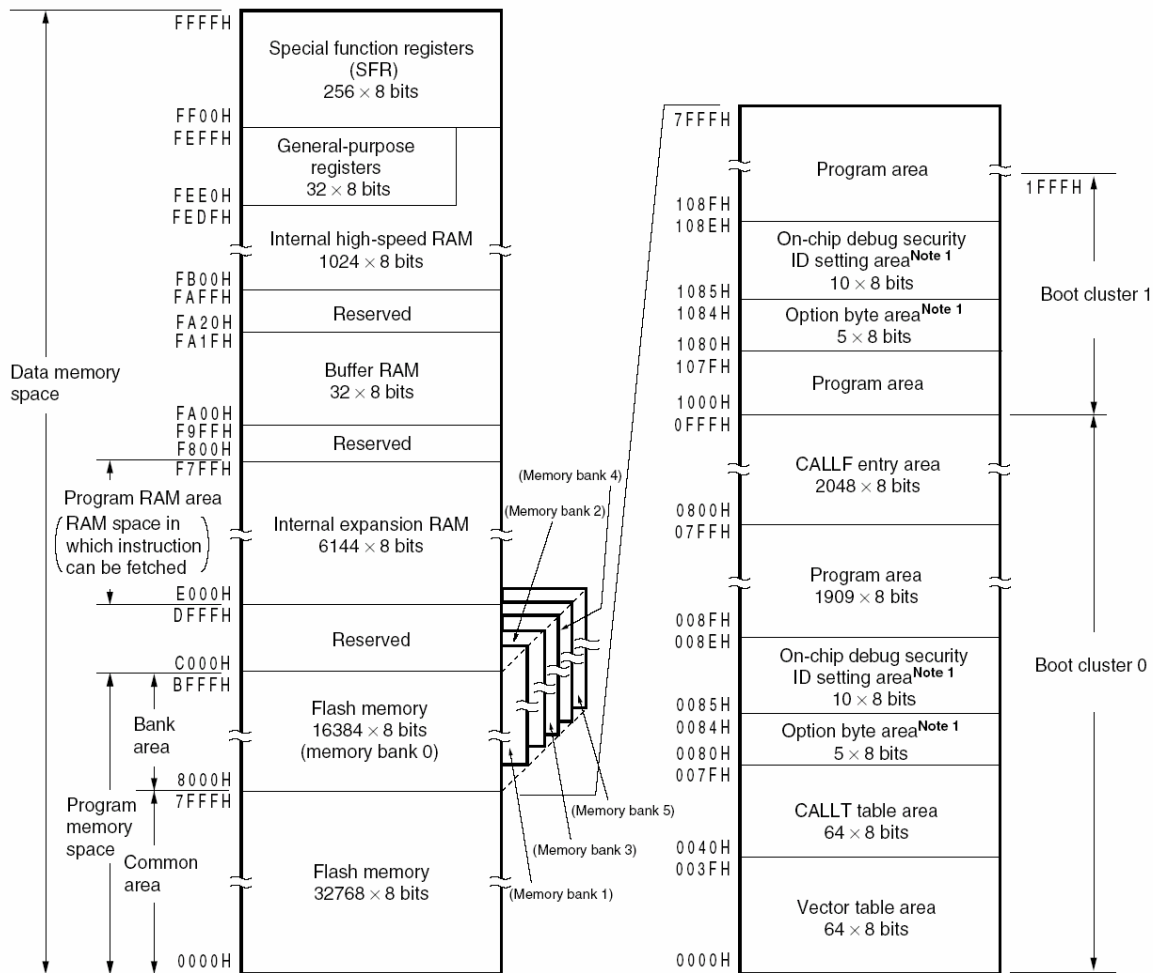 FFFFH
Special function registers
(SFR)
256 × 8 bits
FF00H
FEFFH
General-purpose
registers
32 × 8 bits
FEE0H
FEDFH
Internal high-speed RAM
1024 × 8 bits
FB00H
FAFFH
Reserved
FA20H
FA1FH
Buffer RAM
32 × 8 bits
FA00H
F9FFH
Reserved
F800H
F7FFH
Internal expansion RAM
6144 × 8 bits
E000H
DFFFH
Reserved
C000H
BFFFH
Flash memory
16384 × 8 bits
(memory bank 0)
8000H
7FFFH
Flash memory
32768 × 8 bits
0000H
Data memory
space
Program RAM area
(RAM space in
which instruction
can be fetched)
Bank
area
Program
memory
space
Common
area
(Memory bank 4)
(Memory bank 2)
(Memory bank 5)
(Memory bank 3)
(Memory bank 1)
7FFFH
Program area
1FFFH
108FH
108EH
On-chip debug security
ID setting area Note 1
10 × 8 bits
1085H
1084H
Option byte area Note 1
5 × 8 bits
1080H
107FH
Program area
1000H
0FFFH
Boot cluster 1
CALLF entry area
2048 × 8 bits
0800H
07FFH
Program area
1909 × 8 bits
008FH
008EH
On-chip debug security
ID setting area Note 1
10 × 8 bits
0085H
0084H
Option byte area Note 1
5 × 8 bits
0080H
007FH
Boot cluster 0
CALLT table area
64 × 8 bits
0040H
003FH
Vector table area
64 × 8 bits
0000H